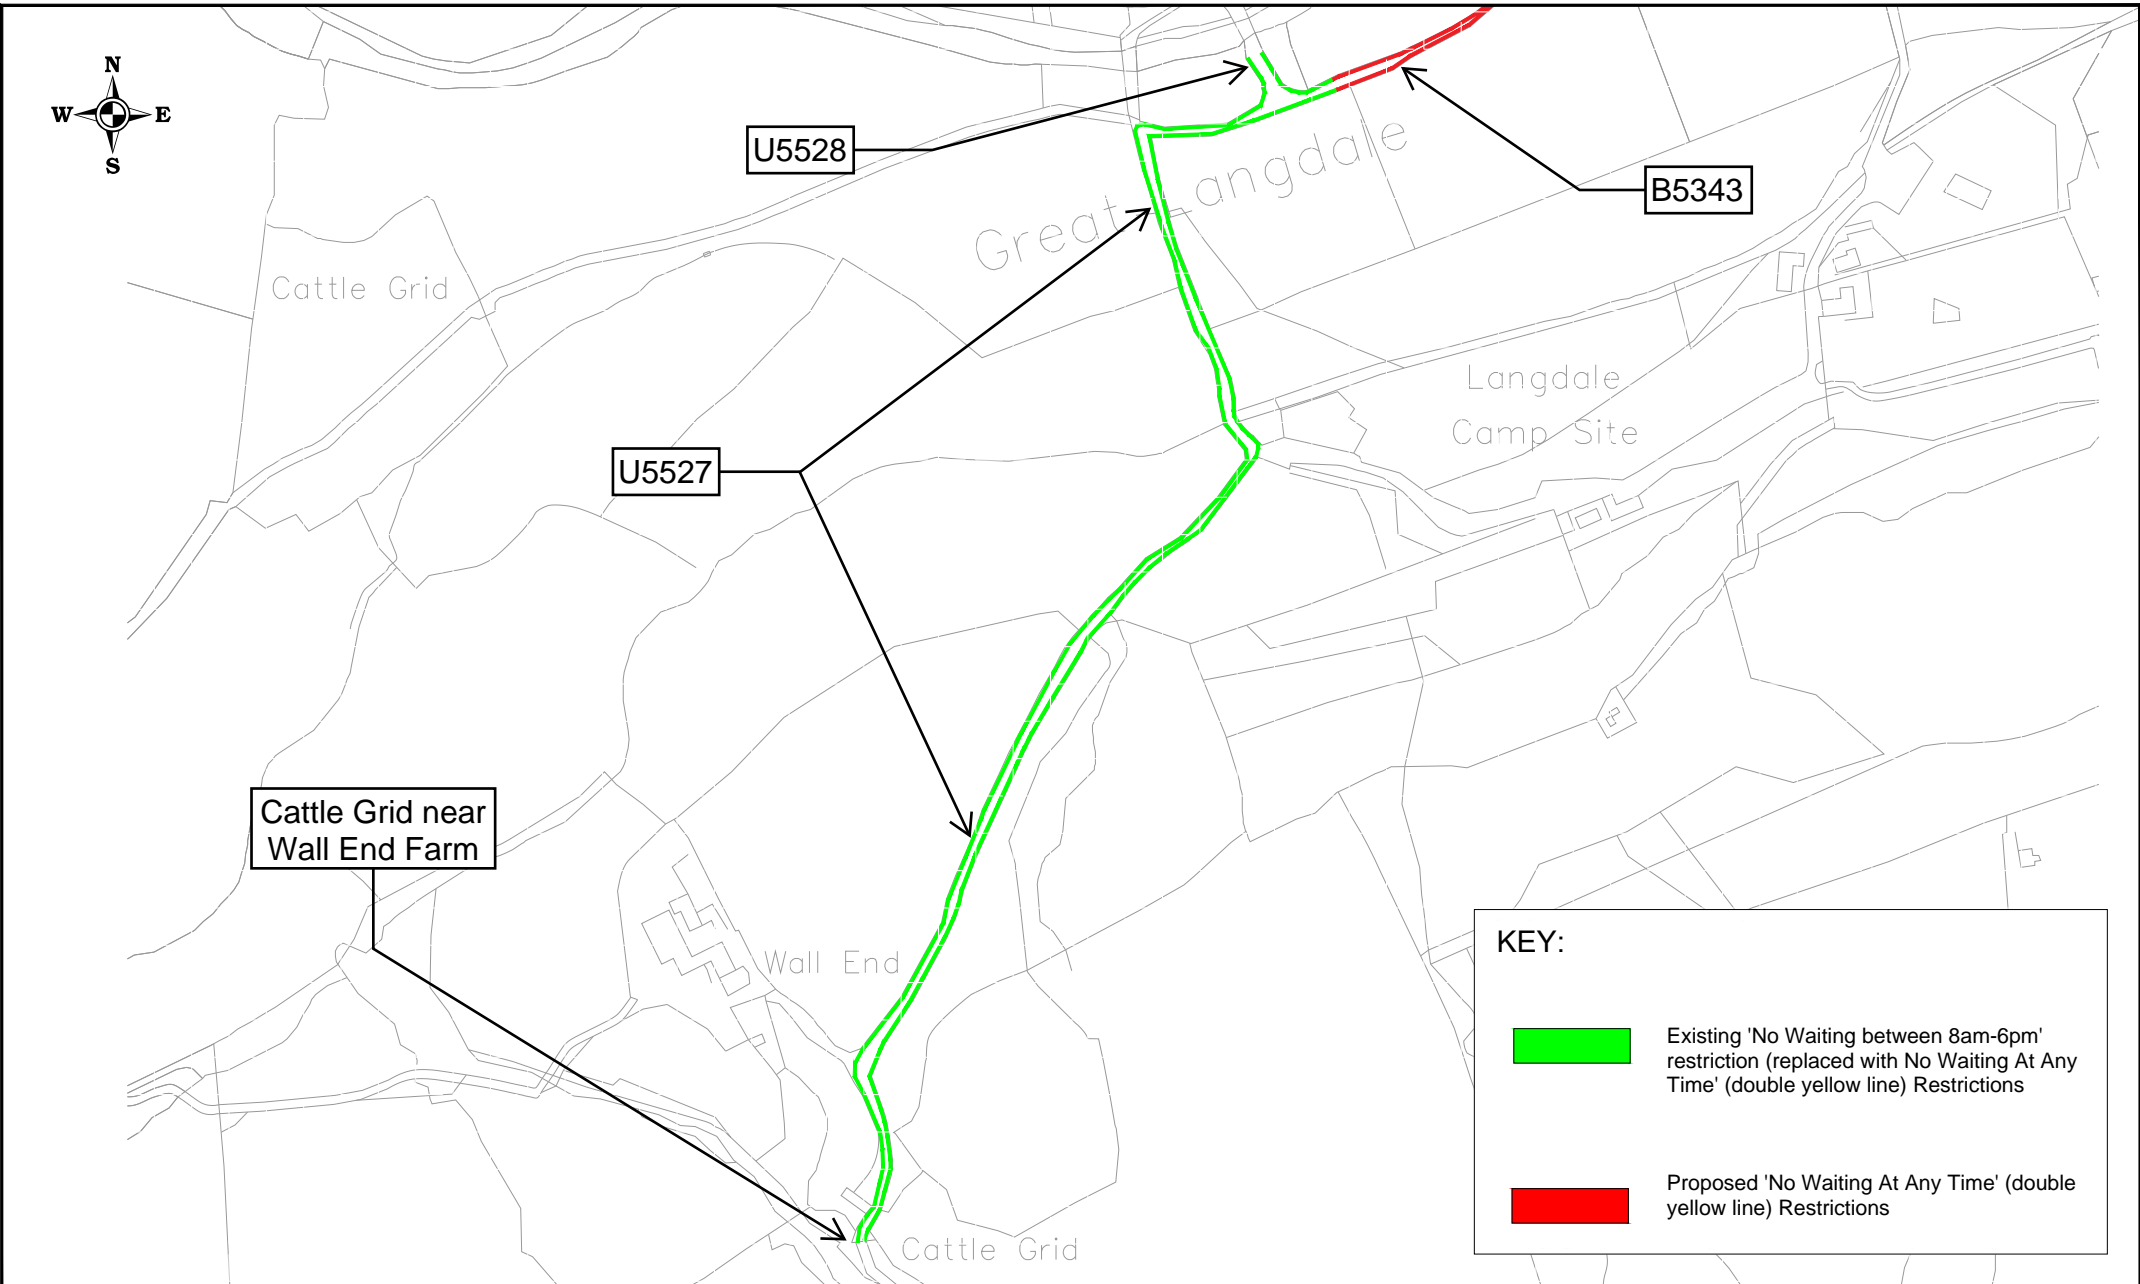 N
W E
S
U5528
B5343
Great Langdale
Cattle Grid
Langdale
Camp Site
U5527
Cattle Grid near
Wall End Farm
Wall End
KEY:
Existing 'No Waiting between 8am-6pm'
restriction (replaced with No Waiting At Any
Time' (double yellow line) Restrictions
Proposed 'No Waiting At Any Time' (double
yellow line) Restrictions
Cattle Grid